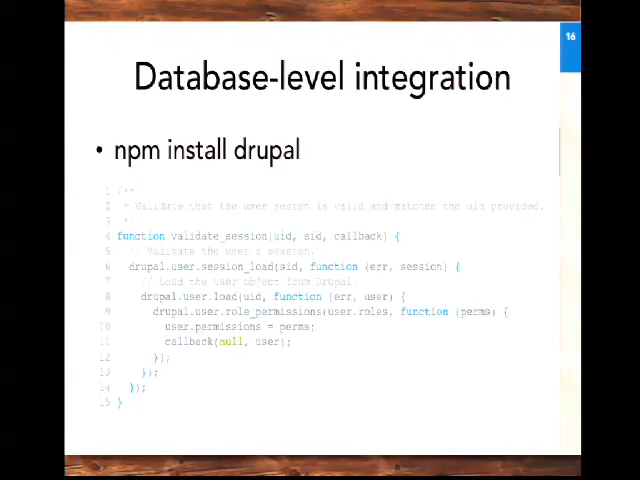 16
Database-level integration
• npm install drupal
1 /**
2 * Validate that the user sesion is valid and matches the uid provided.
3 */
4 function validate_session(uid, sid, callback) {
5 // Validate the user's session.
6 drupal.user.session_load(sid, function (err, session) {
7 // Load the user object from Drupal.
8 drupal.user.load(uid, function (err, user) {
9 drupal.user.role_permissions(user.roles, function (perms) {
10 user.permissions = perms;
11 callback(null, user);
12 });
13 });
14 });
15 }